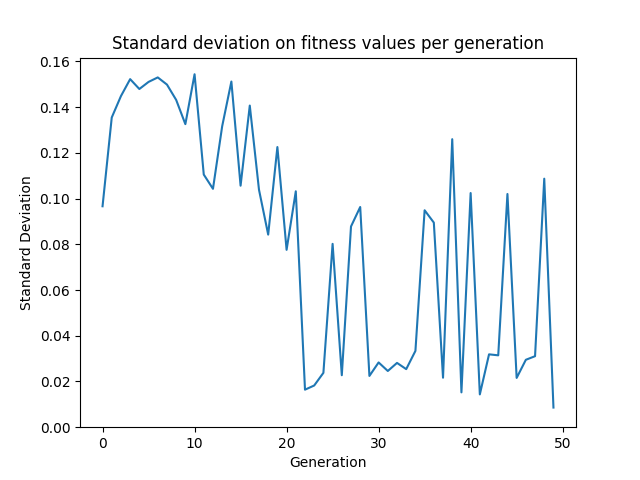 Standard deviation on fitness values per generation
0.16
0.14
0.12
0.10
0.08
0.06
0.04
0.02
0.00
Standard Deviation
0 10 20 30 40 50
Generation